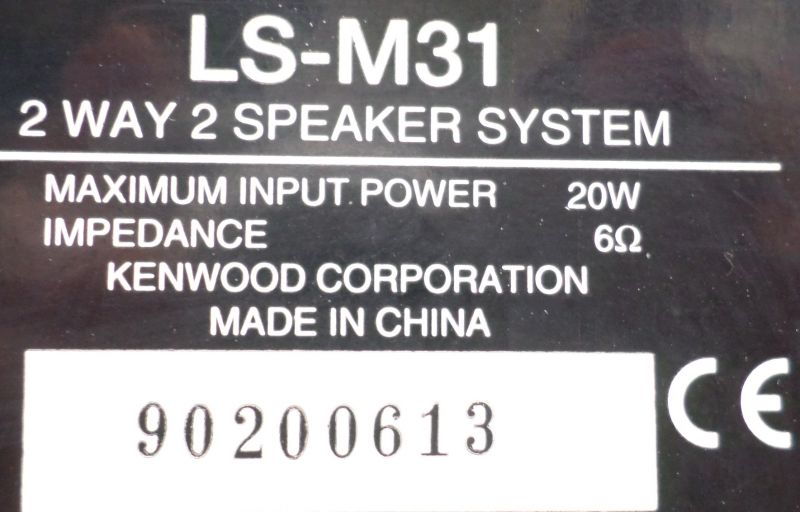 LS-M31
2 WAY 2 SPEAKER SYSTEM
MAXIMUM INPUT POWER 20W
IMPEDANCE 6Ω
KENWOOD CORPORATION
MADE IN CHINA
CE
90200613